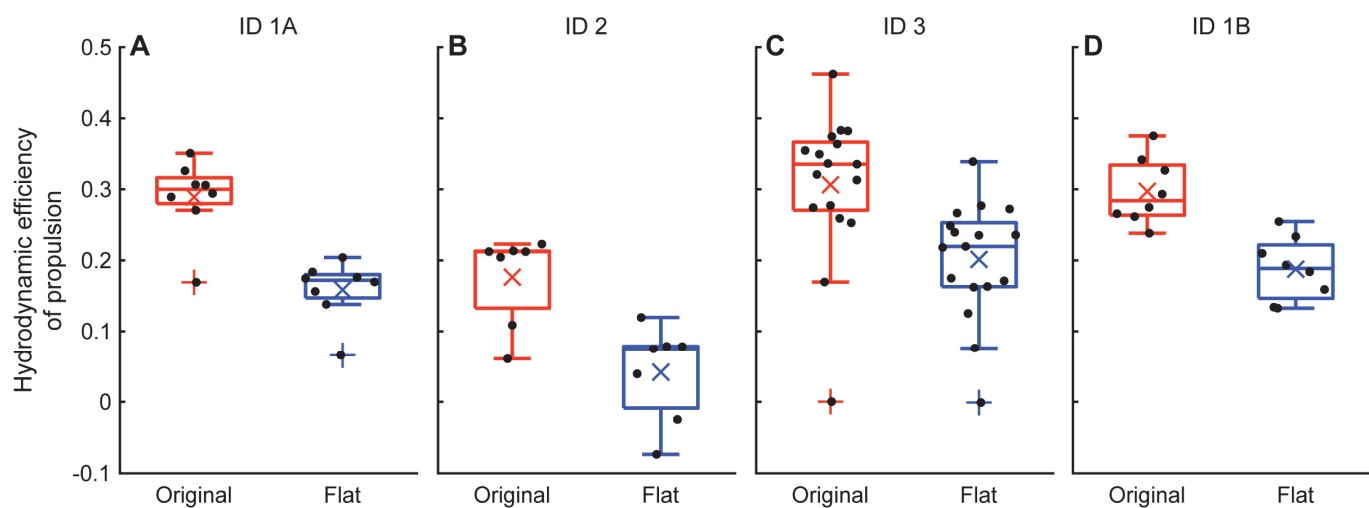 ID 1A
ID 2
ID 3
ID 1B
A
B
C
D
Hydrodynamic efficiency
of propulsion
0.5
0.4
0.3
0.2
0.1
0
-0.1
Original
Flat
Original
Flat
Original
Flat
Original
Flat